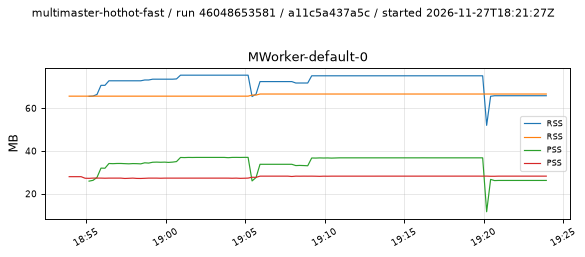 multimaster-hothot-fast / run 46048653581 / a11c5a437a5c / started 2026-11-27T18:21:27Z
MWorker-default-0
MB
60
40
20
RSS
RSS
PSS
PSS
18:55
19:00
19:05
19:10
19:15
19:20
19:25